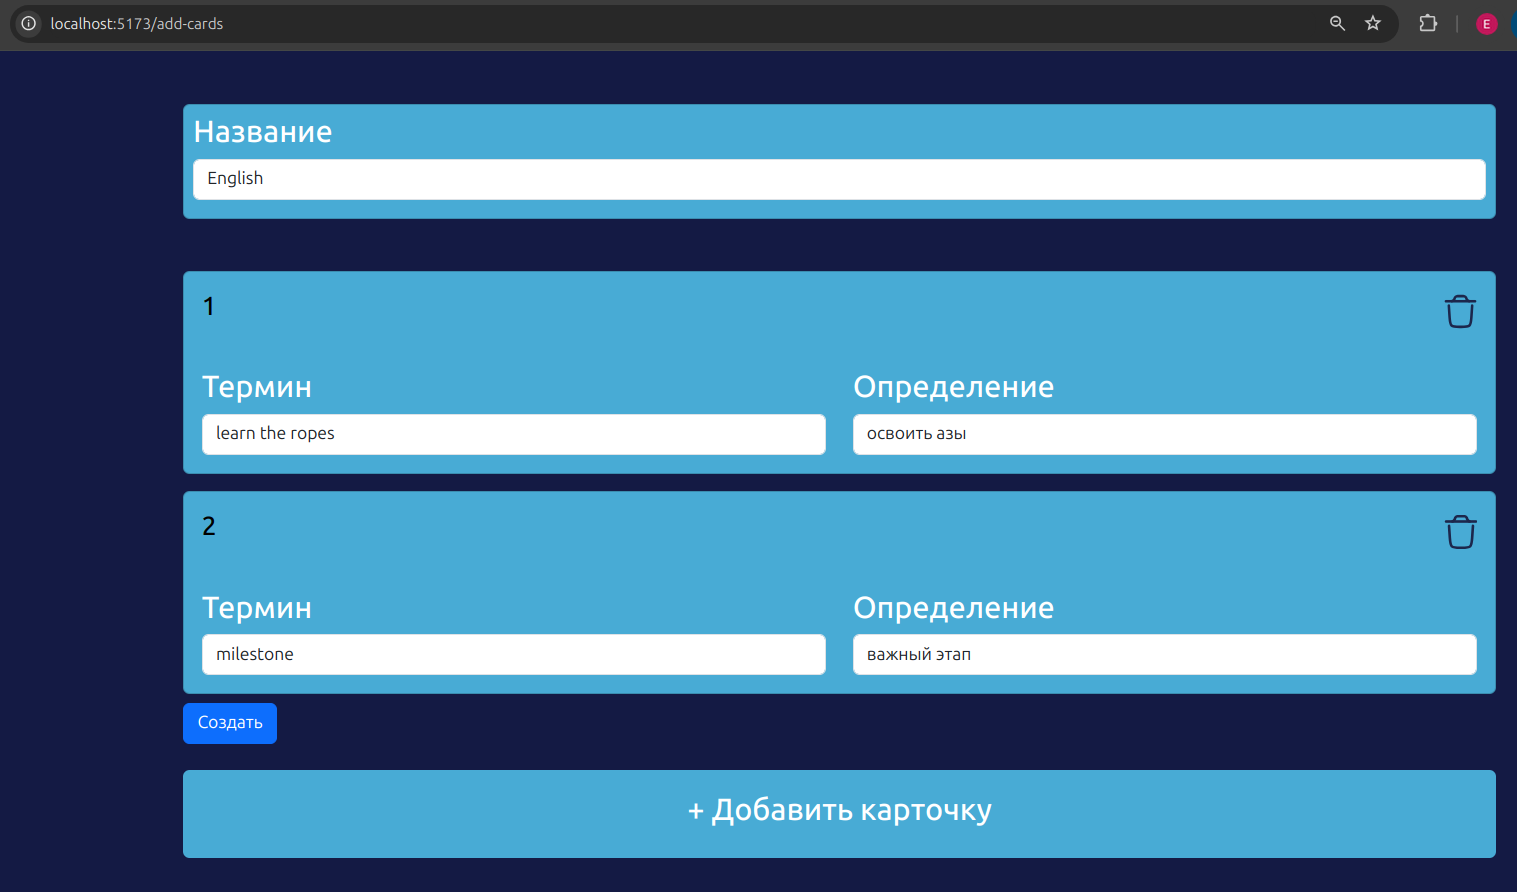 localhost:5173/add-cards
E
Название
English
1
Термин
Определение
learn the ropes
освоить азы
2
Термин
Определение
milestone
важный этап
Создать
+ Добавить карточку